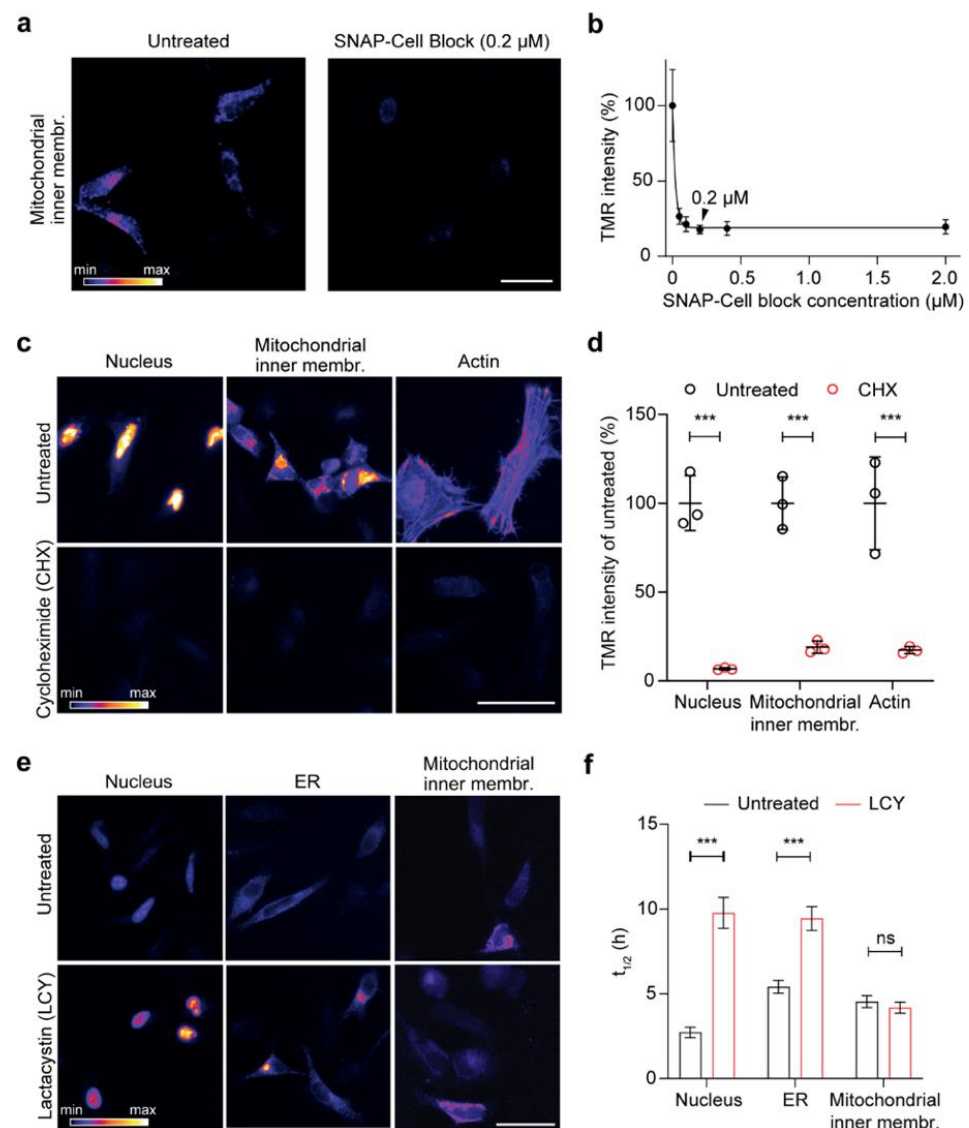 a
Untreated
SNAP-Cell Block (0.2 µM)
Mitochondrial
inner membr.
min max
b
TMR intensity (%)
100
50
0
0.2 µM
0 0.5 1.0 1.5 2.0
SNAP-Cell block concentration (µM)
c
Nucleus
Mitochondrial
inner membr.
Actin
Untreated
Cycloheximide (CHX)
min max
d
Untreated CHX
TMR intensity of untreated (%)
150
100
50
0
*** *** ***
Nucleus Mitochondrial Actin
inner membr.
e
Nucleus
ER
Mitochondrial
inner membr.
Untreated
Lactacystin (LCY)
min max
f
Untreated LCY
t1/2 (h)
15
10
5
0
*** *** ns
Nucleus ER Mitochondrial
inner membr.